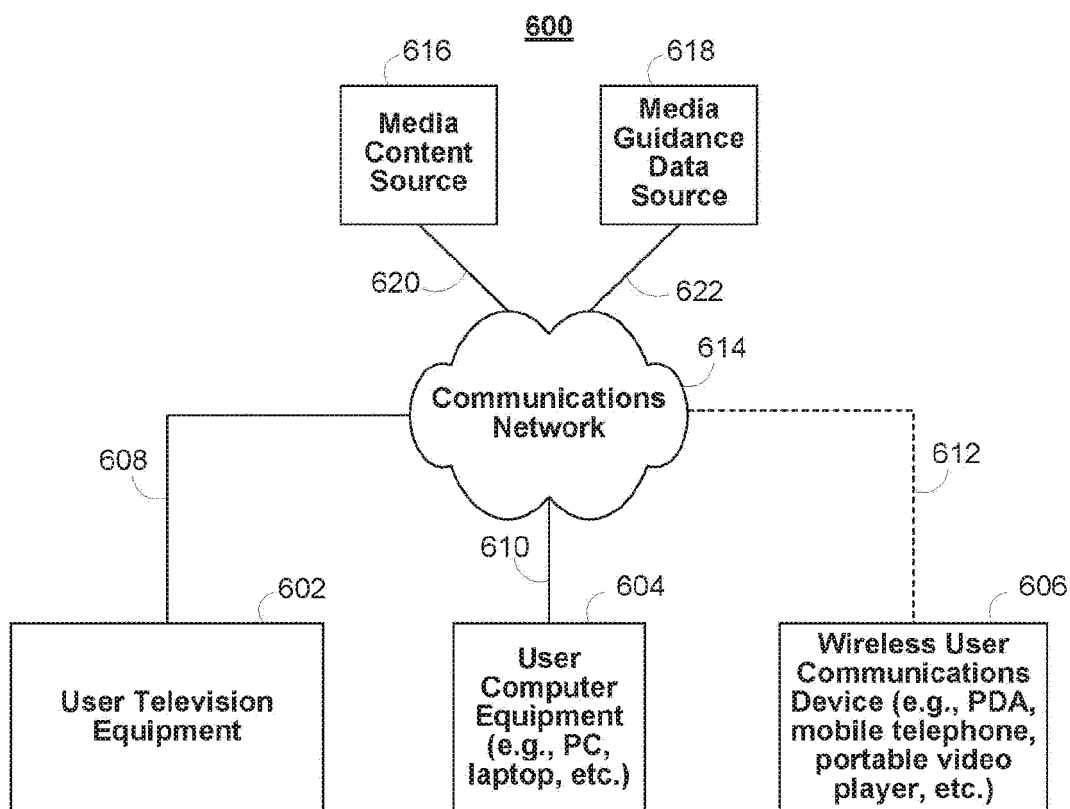 600
616
618
Media
Content
Source
Media
Guidance
Data
Source
620
622
614
Communications
Network
608
612
610
602
604
606
User Television
Equipment
User
Computer
Equipment
(e.g., PC,
laptop, etc.)
Wireless User
Communications
Device (e.g., PDA,
mobile telephone,
portable video
player, etc.)